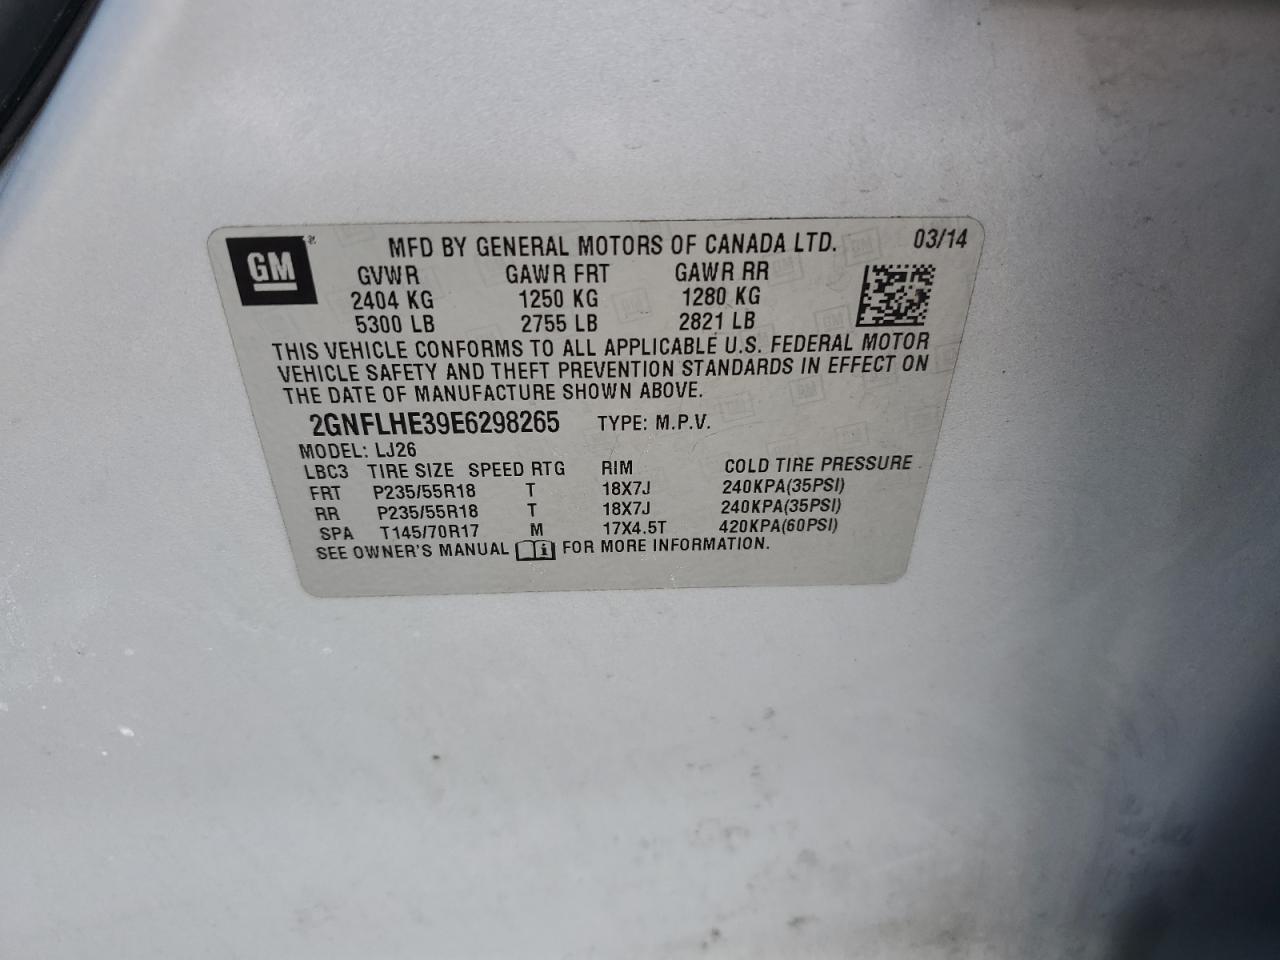 GM
MFD BY GENERAL MOTORS OF CANADA LTD. 03/14
GVWR GAWR FRT GAWR RR
2404 KG 1250 KG 1280 KG
5300 LB 2755 LB 2821 LB
THIS VEHICLE CONFORMS TO ALL APPLICABLE U.S. FEDERAL MOTOR
VEHICLE SAFETY AND THEFT PREVENTION STANDARDS IN EFFECT ON
THE DATE OF MANUFACTURE SHOWN ABOVE.
2GNFLHE39E6298265 TYPE: M.P.V.
MODEL: LJ26
LBC3 TIRE SIZE SPEED RTG RIM COLD TIRE PRESSURE
FRT P235/55R18 T 18X7J 240KPA(35PSI)
RR P235/55R18 T 18X7J 240KPA(35PSI)
SPA T145/70R17 M 17X4.5T 420KPA(60PSI)
SEE OWNER'S MANUAL FOR MORE INFORMATION.